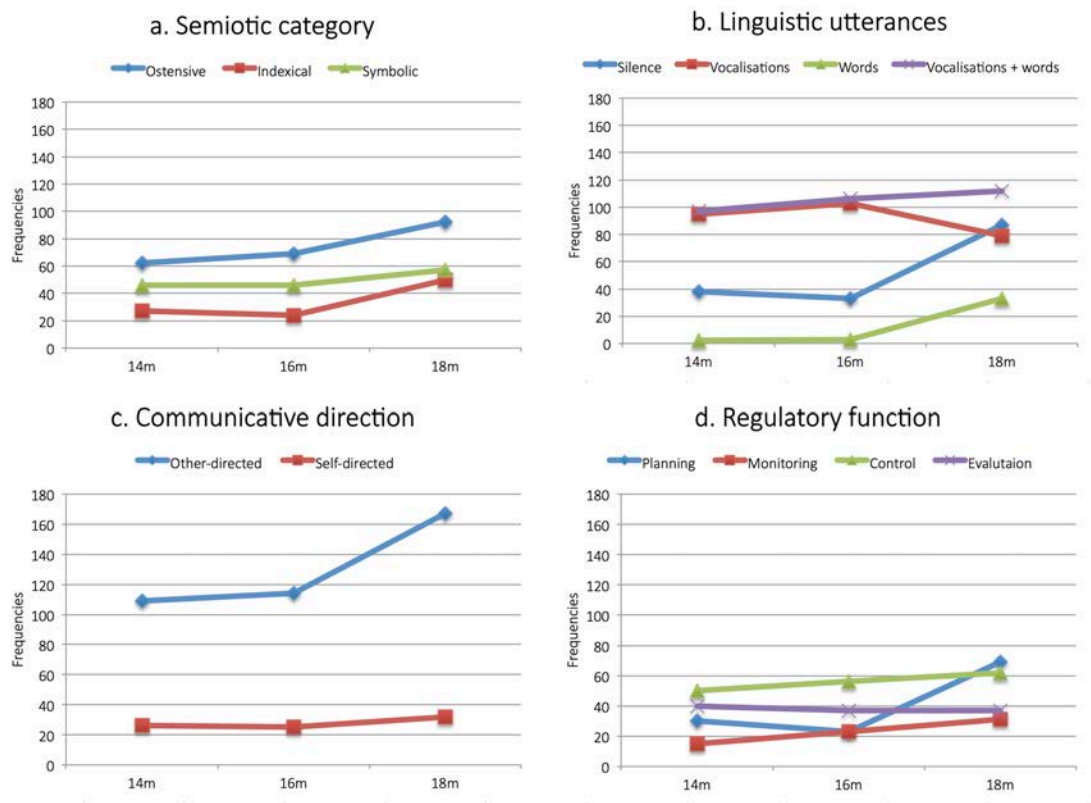 a. Semiotic category
Ostensive Indexical Symbolic
Frequencies
180
160
140
120
100
80
60
40
20
0
14m 16m 18m
b. Linguistic utterances
Silence Vocalisations Words Vocalisations + words
Frequencies
180
160
140
120
100
80
60
40
20
0
14m 16m 18m
c. Communicative direction
Other-directed Self-directed
Frequencies
180
160
140
120
100
80
60
40
20
0
14m 16m 18m
d. Regulatory function
Planning Monitoring Control Evalutaion
Frequencies
180
160
140
120
100
80
60
40
20
0
14m 16m 18m